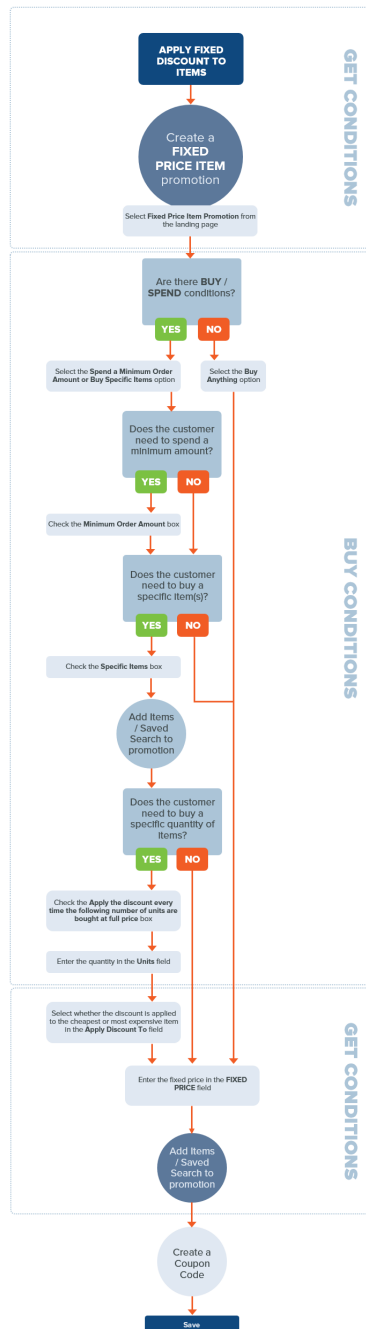 APPLY FIXED
DISCOUNT TO
ITEMS
GET CONDITIONS
Create a
FIXED
PRICE ITEM
promotion
Select Fixed Price Item Promotion from
the landing page
Are there BUY /
SPEND conditions?
YES
NO
Select the Spend a Minimum Order
Amount or Buy Specific Items option
Select the Buy
Anything option
Does the customer
need to spend a
minimum amount?
YES
NO
Check the Minimum Order Amount box
BUY CONDITIONS
Does the customer
need to buy a
specific item(s)?
YES
NO
Check the Specific Items box
Add Items
/ Saved
Search to
promotion
Does the customer
need to buy a
specific quantity of
items?
YES
NO
Check the Apply the discount every
time the following number of units are
bought at full price box
Enter the quantity in the Units field
Select whether the discount is applied
to the cheapest or most expensive item
in the Apply Discount To field
GET CONDITIONS
Enter the fixed price in the FIXED
PRICE field
Add Items
/ Saved
Search to
promotion
Create a
Coupon
Code
Save